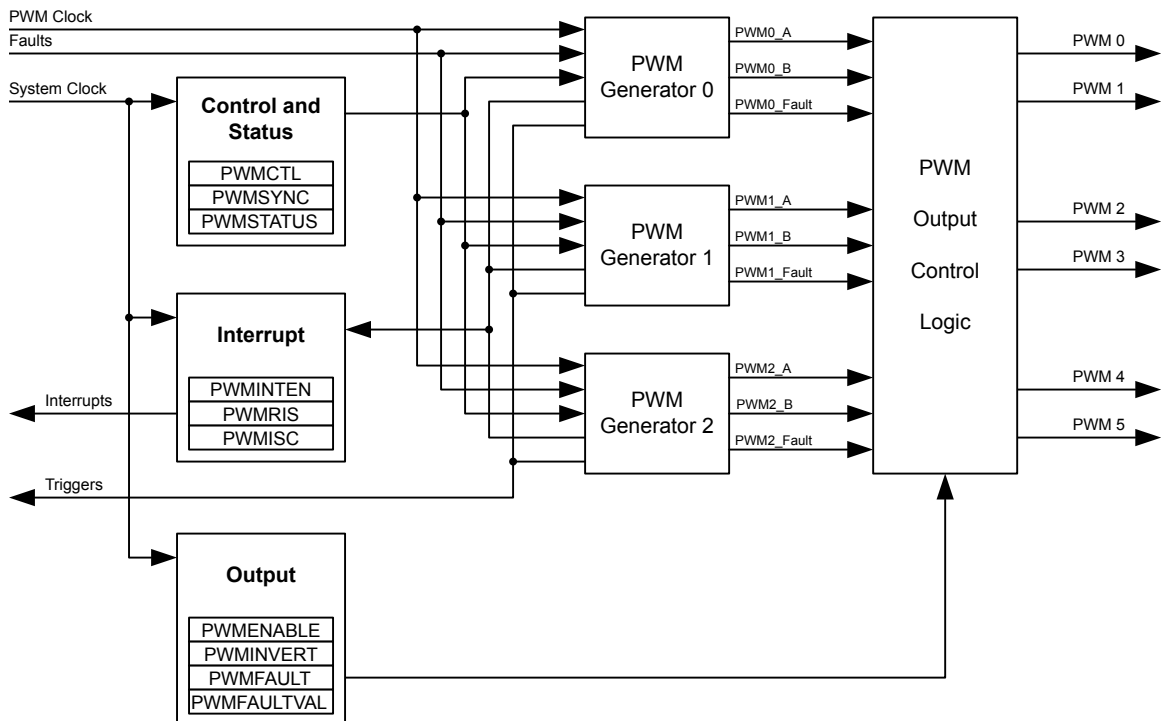 PWM Clock
Faults
System Clock
Control and
Status
PWMCTL
PWMSYNC
PWMSTATUS
Interrupt
PWMINTEN
PWMRIS
PWMISC
Interrupts
Triggers
Output
PWMENABLE
PWMINVERT
PWMFAULT
PWMFAULTVAL
PWM
Generator 0
PWM0_A
PWM0_B
PWM0_Fault
PWM
Generator 1
PWM1_A
PWM1_B
PWM1_Fault
PWM
Generator 2
PWM2_A
PWM2_B
PWM2_Fault
PWM
Output
Control
Logic
PWM 0
PWM 1
PWM 2
PWM 3
PWM 4
PWM 5